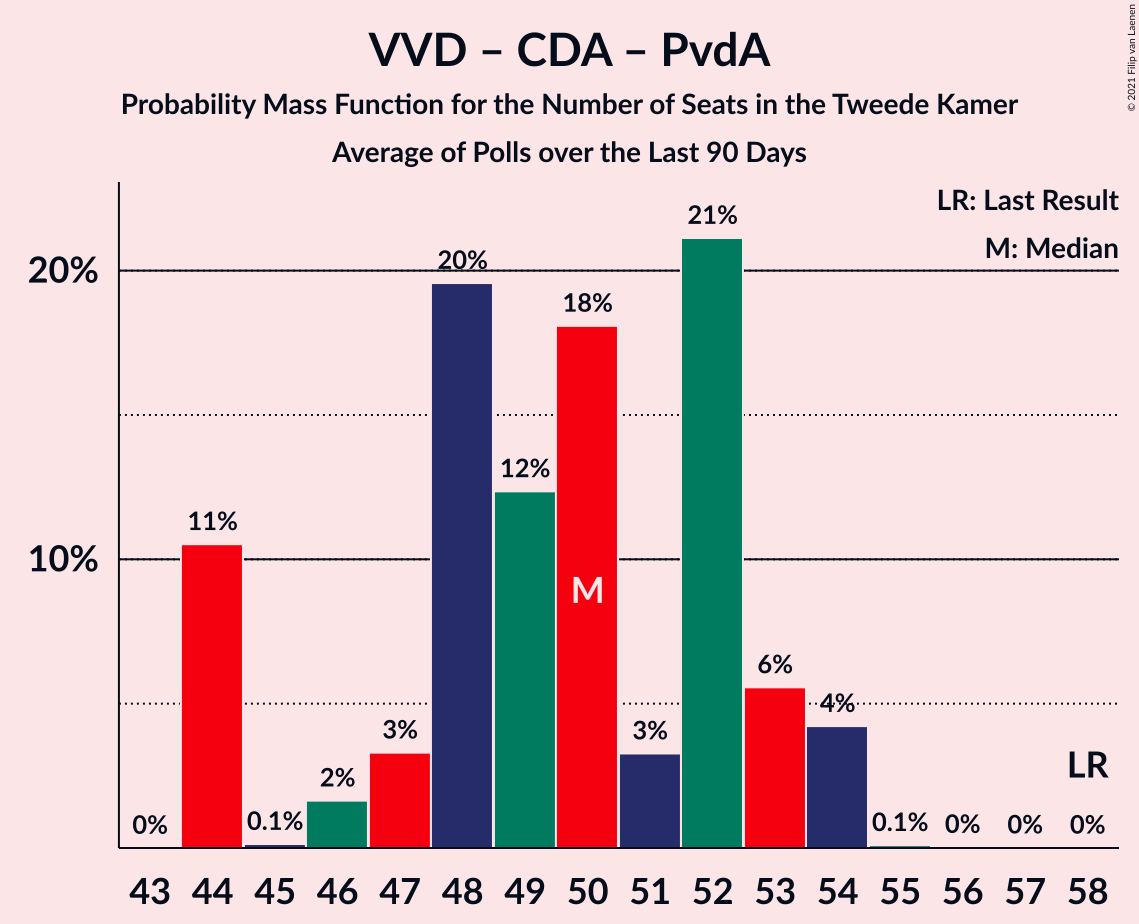 VVD – CDA – PvdA
Probability Mass Function for the Number of Seats in the Tweede Kamer
Average of Polls over the Last 90 Days
© 2021 Filip van Laenen
LR: Last Result
M: Median
20%
10%
0%
11%
0.1%
2%
3%
20%
12%
18%
M
3%
21%
6%
4%
0.1%
0%
0%
0%
LR
43 44 45 46 47 48 49 50 51 52 53 54 55 56 57 58